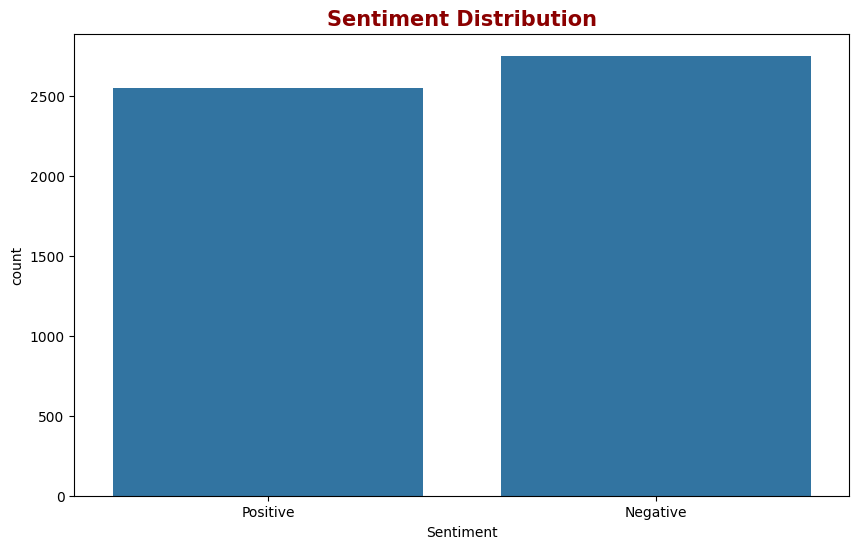 Sentiment Distribution
count
2500
2000
1500
1000
500
0
Positive Negative
Sentiment